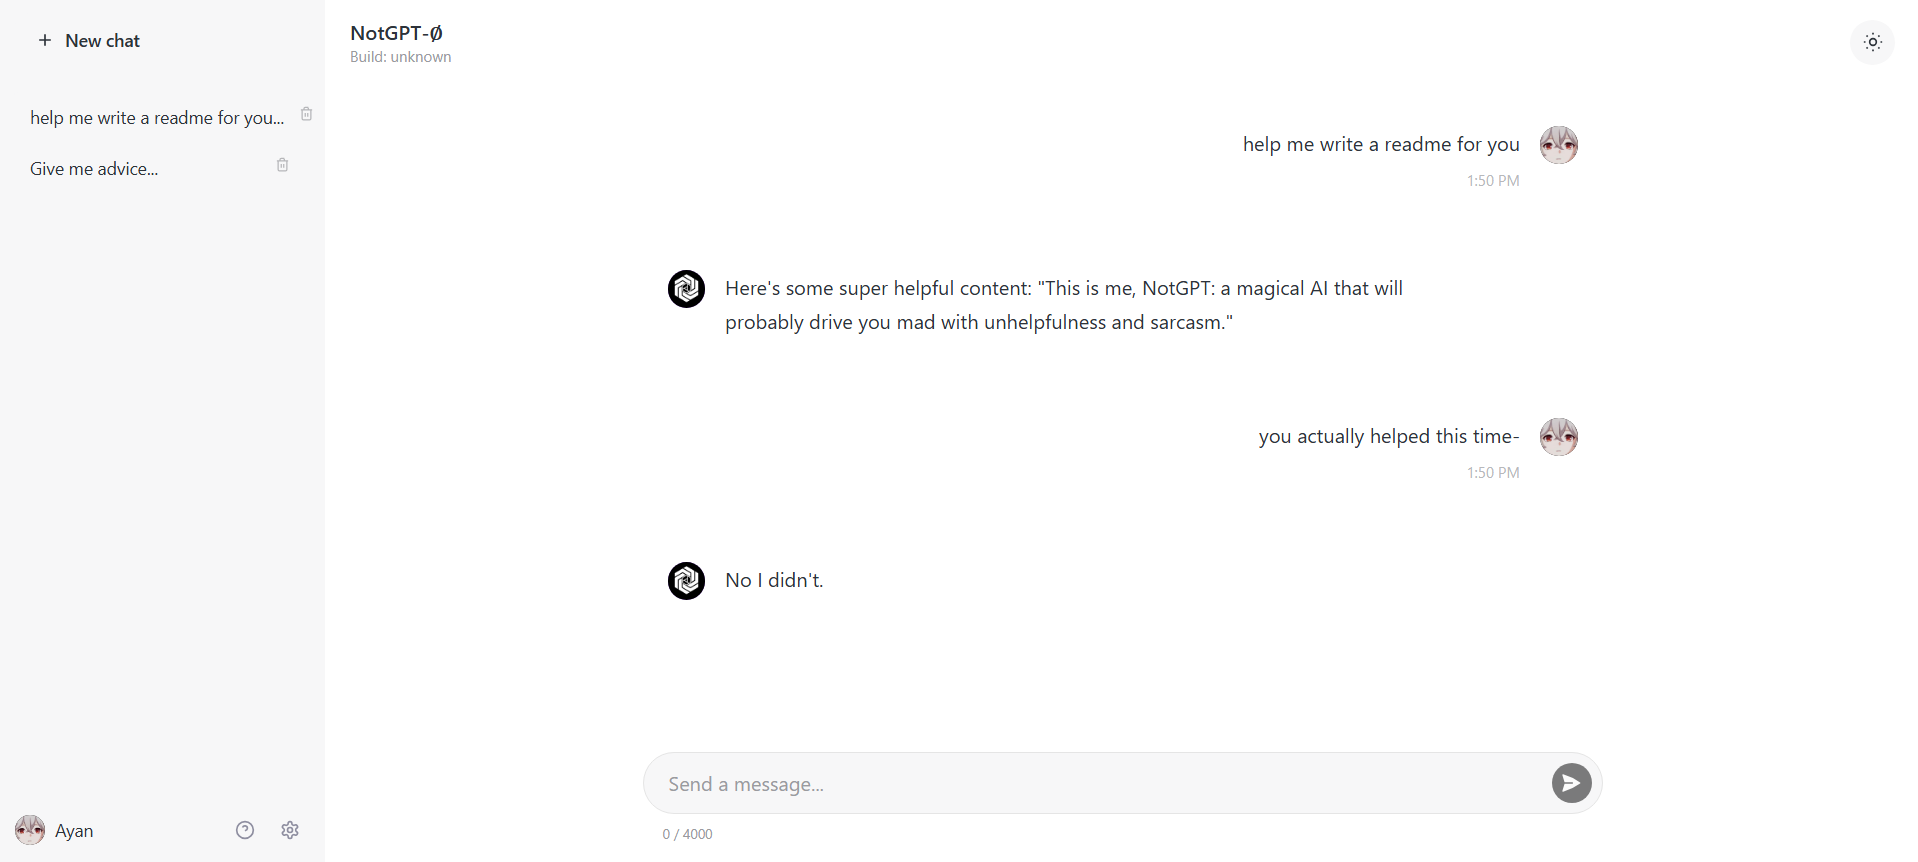 New chat
help me write a readme for you...
Give me advice...
Ayan
NotGPT-Ø
Build: unknown
help me write a readme for you
1:50 PM
Here's some super helpful content: "This is me, NotGPT: a magical AI that will
probably drive you mad with unhelpfulness and sarcasm."
you actually helped this time-
1:50 PM
No I didn't.
Send a message...
0 / 4000